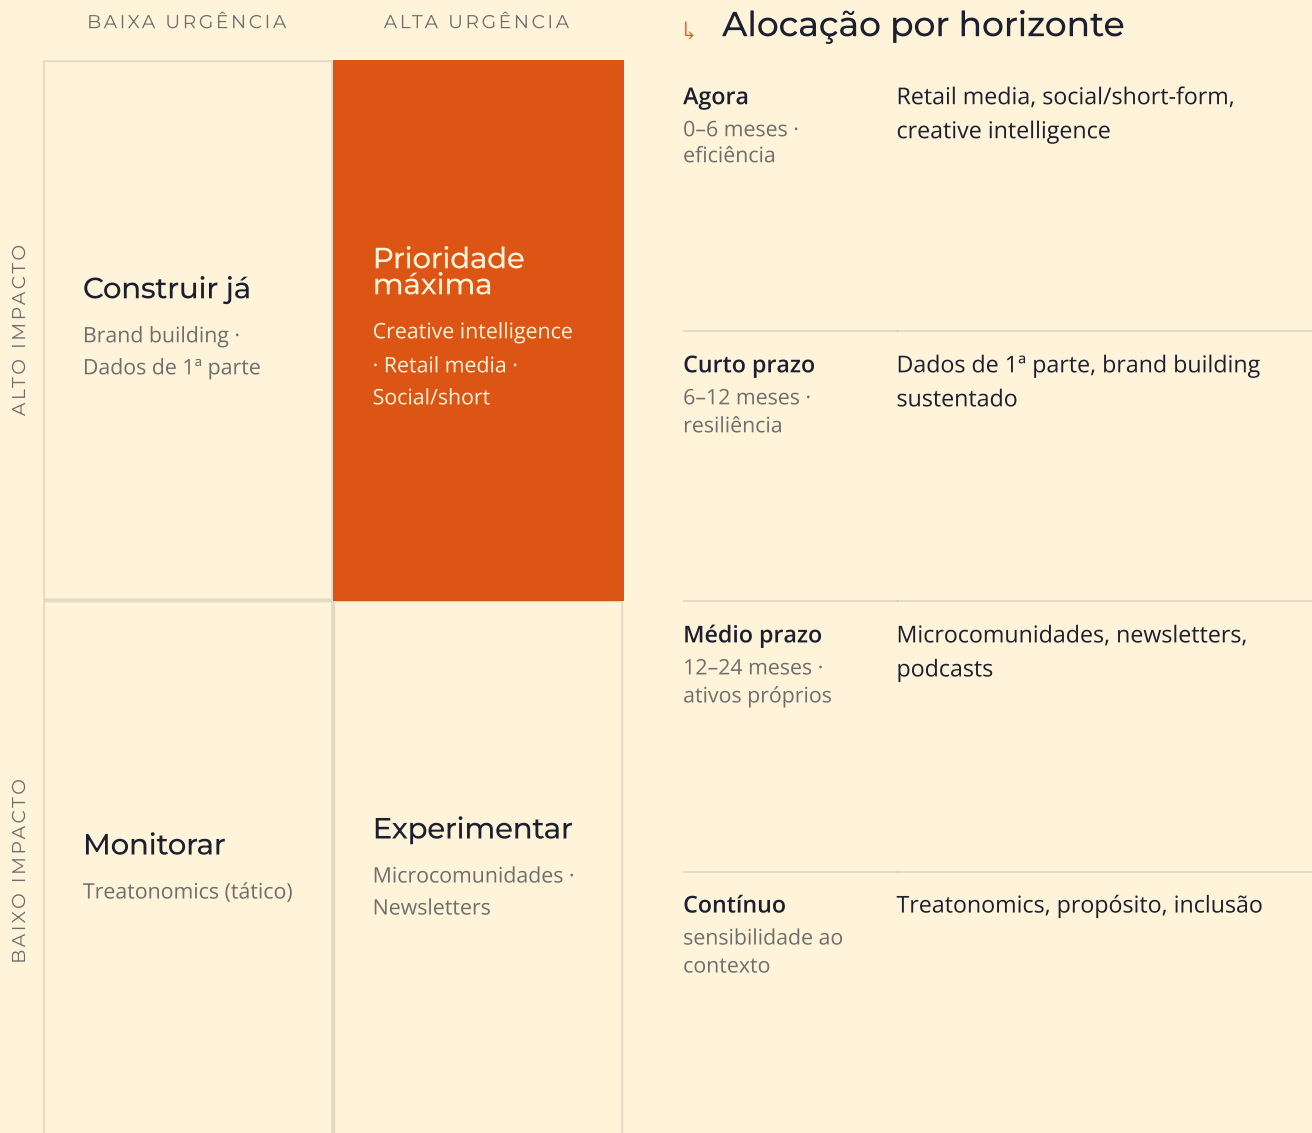 BAIXA URGÊNCIA
ALTA URGÊNCIA
ALTO IMPACTO
Construir já
Brand building ·
Dados de 1ª parte
Prioridade
máxima
Creative intelligence
· Retail media ·
Social/short
BAIXO IMPACTO
Monitorar
Treatonomics (tático)
Experimentar
Microcomunidades ·
Newsletters
↳ Alocação por horizonte
Agora
0–6 meses ·
eficiência
Retail media, social/short-form,
creative intelligence
Curto prazo
6–12 meses ·
resiliência
Dados de 1ª parte, brand building
sustentado
Médio prazo
12–24 meses ·
ativos próprios
Microcomunidades, newsletters,
podcasts
Contínuo
sensibilidade ao
contexto
Treatonomics, propósito, inclusão